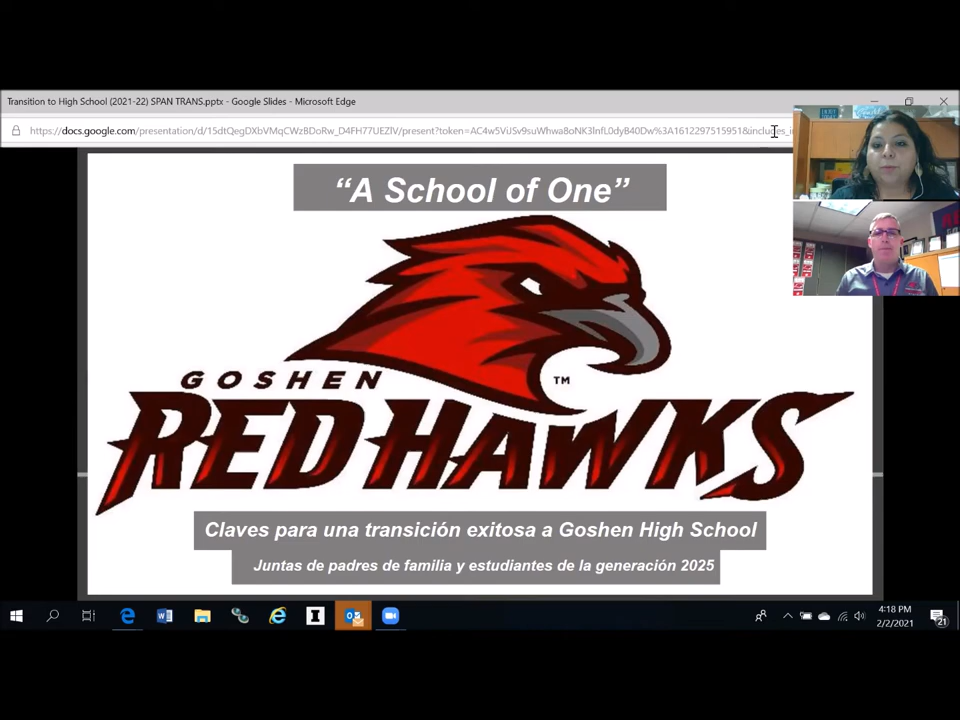 Transition to High School (2021-22) SPAN TRANS.pptx - Google Slides - Microsoft Edge
https://docs.google.com/presentation/d/15dtQegDXbVMqCWzBDoRw_D4FH77UEZlV/present?token=AC4w5ViJSv9suWhwa8oNK3lnfL0dyB40Dw%3A1612297515951&includes_i
“A School of One”
GOSHEN
TM
REDHAWKS
Claves para una transición exitosa a Goshen High School
Juntas de padres de familia y estudiantes de la generación 2025
4:18 PM
2/2/2021
21